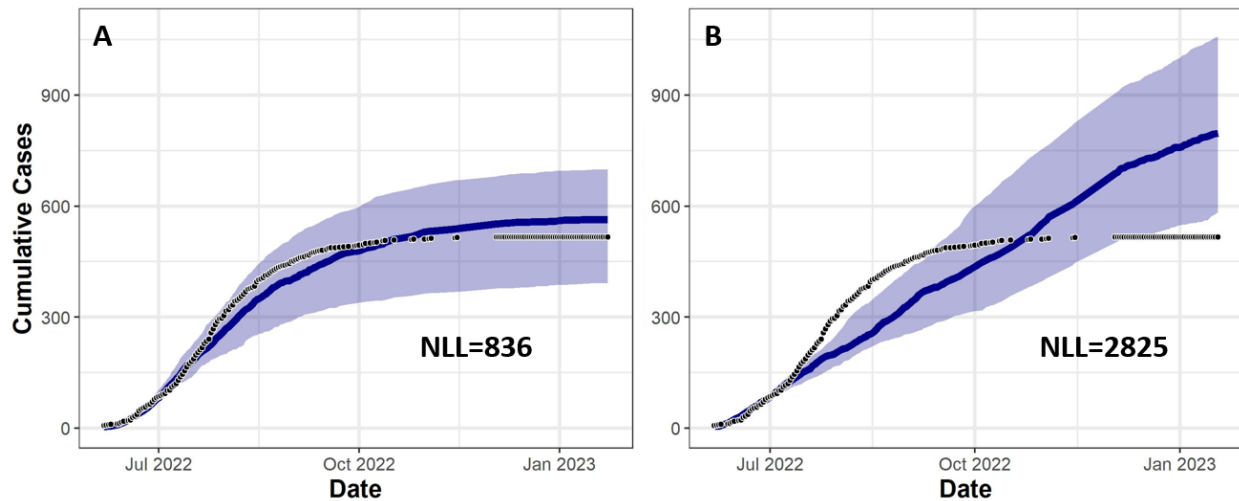 A
B
Cumulative Cases
900
600
300
0
900
600
300
0
NLL=836
NLL=2825
Jul 2022
Oct 2022
Jan 2023
Jul 2022
Oct 2022
Jan 2023
Date
Date